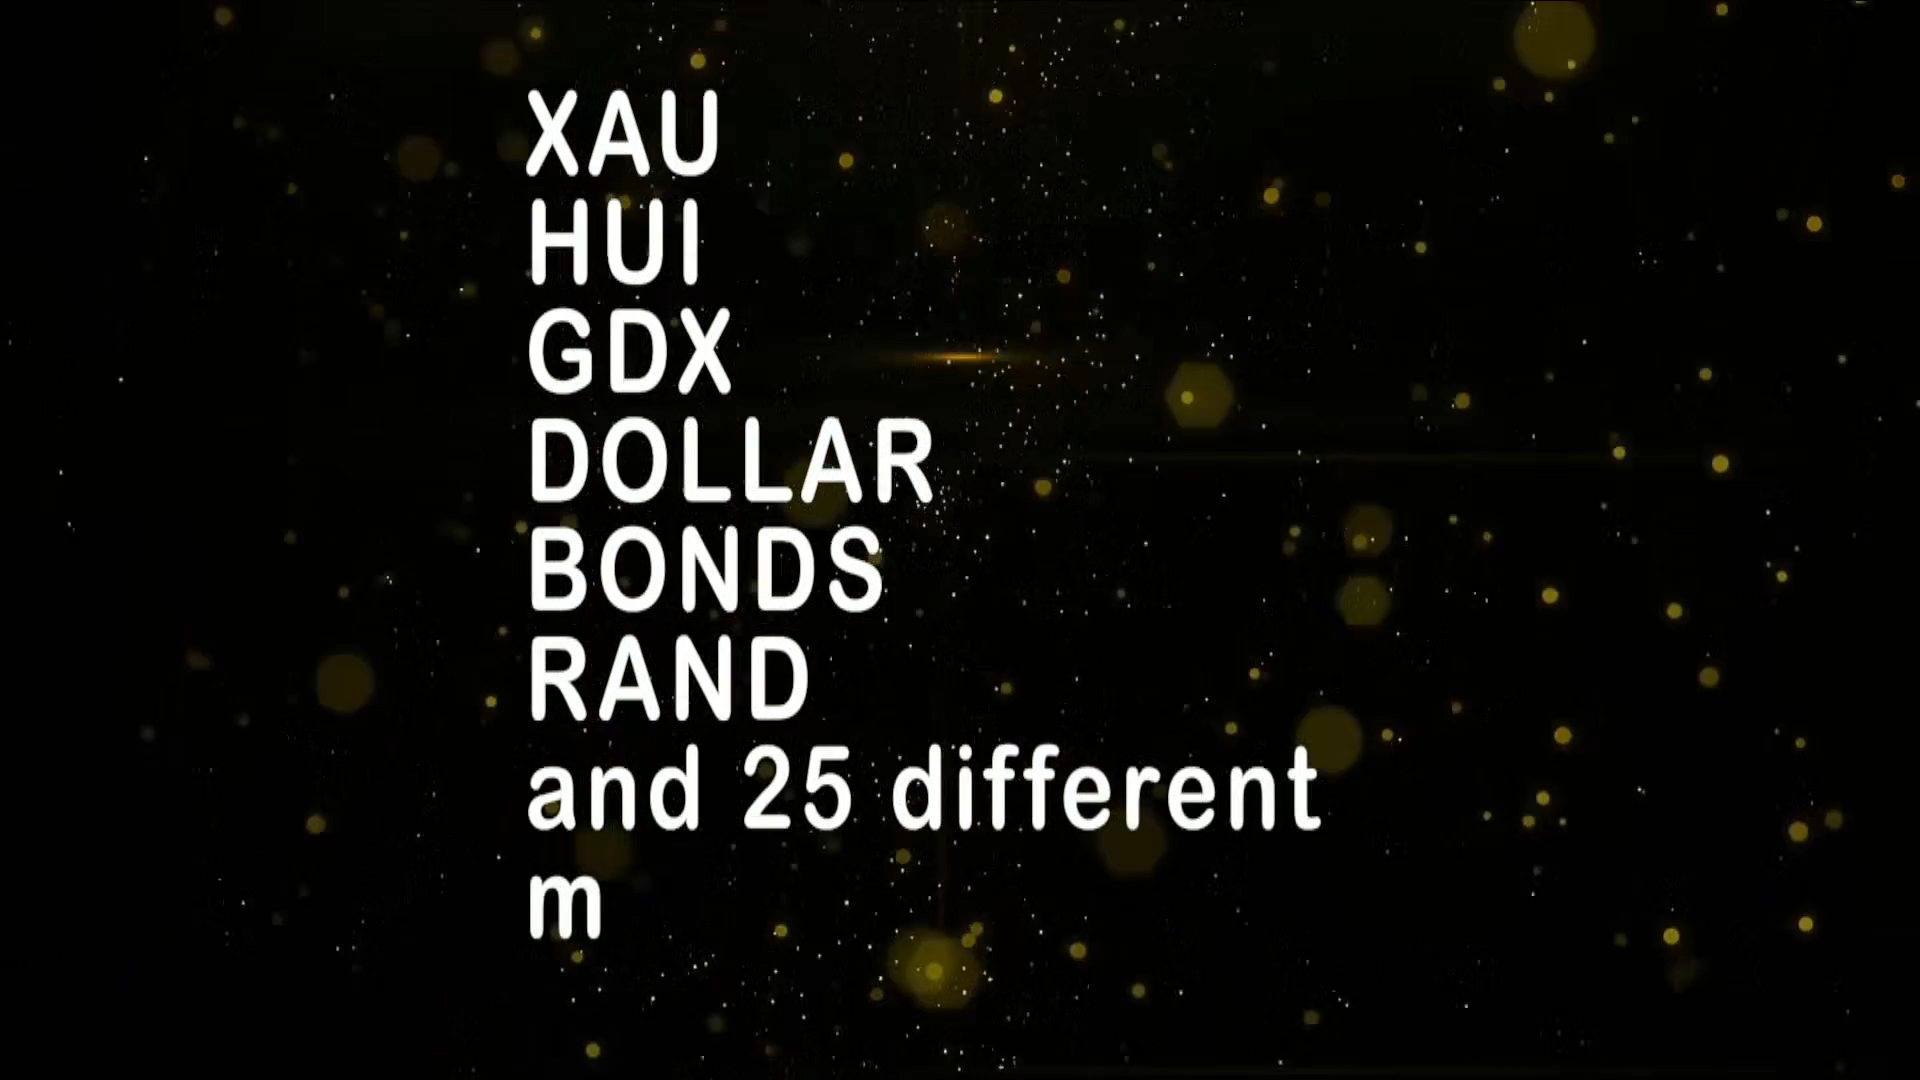 XAU
HUI
GDX
DOLLAR
BONDS
RAND
and 25 different
m